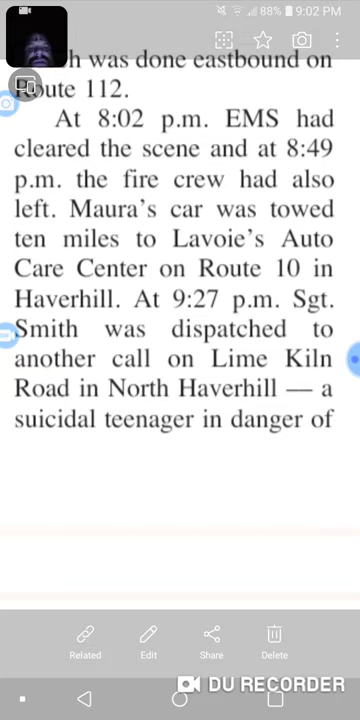 88% 9:02 PM
h was done eastbound on
Route 112.
At 8:02 p.m. EMS had
cleared the scene and at 8:49
p.m. the fire crew had also
left. Maura's car was towed
ten miles to Lavoie's Auto
Care Center on Route 10 in
Haverhill. At 9:27 p.m. Sgt.
Smith was dispatched to
another call on Lime Kiln
Road in North Haverhill — a
suicidal teenager in danger of
Related Edit Share Delete
DU RECORDER